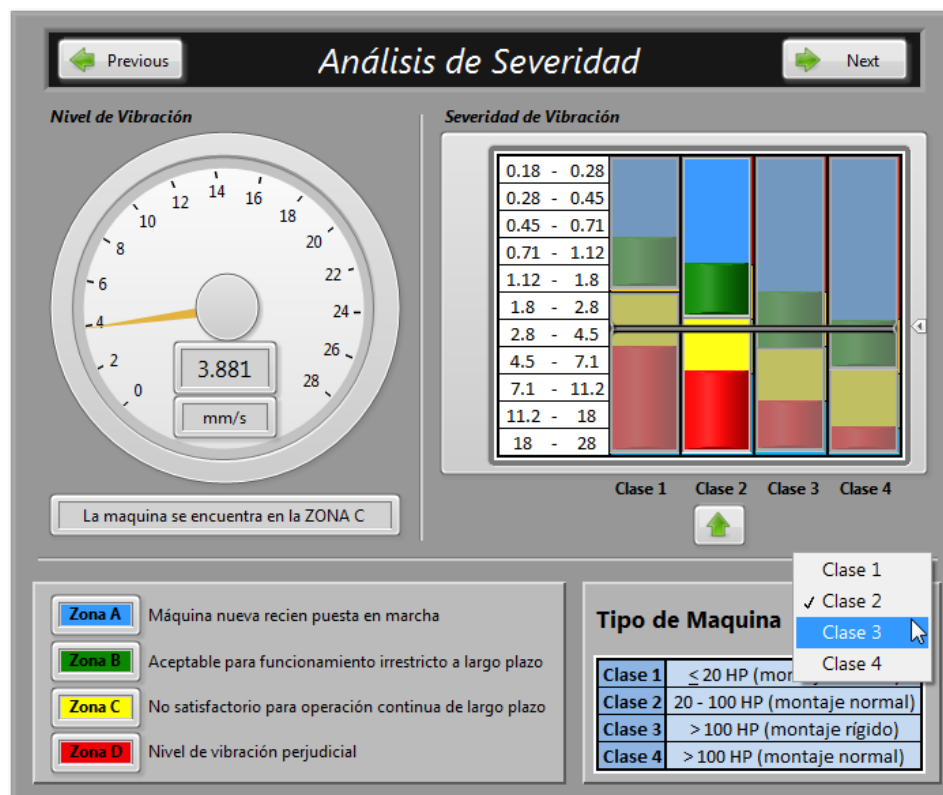 Previous
Análisis de Severidad
Next
Nivel de Vibración
0
2
4
6
8
10
12
14
16
18
20
22
24
26
28
3.881
mm/s
La maquina se encuentra en la ZONA C
Severidad de Vibración
0.18 - 0.28
0.28 - 0.45
0.45 - 0.71
0.71 - 1.12
1.12 - 1.8
1.8 - 2.8
2.8 - 4.5
4.5 - 7.1
7.1 - 11.2
11.2 - 18
18 - 28
Clase 1 Clase 2 Clase 3 Clase 4
Zona A Máquina nueva recien puesta en marcha
Zona B Aceptable para funcionamiento irrestricto a largo plazo
Zona C No satisfactorio para operación continua de largo plazo
Zona D Nivel de vibración perjudicial
Tipo de Maquina
Clase 1
✓ Clase 2
Clase 3
Clase 4
Clase 1 ≤ 20 HP
Clase 2 20 - 100 HP (montaje normal)
Clase 3 > 100 HP (montaje rígido)
Clase 4 > 100 HP (montaje normal)